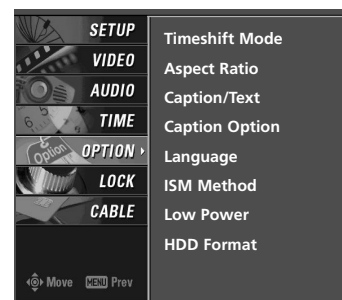 SETUP
VIDEO
AUDIO
TIME
OPTION
LOCK
CABLE
Move MENU Prev
Timeshift Mode
Aspect Ratio
Caption/Text
Caption Option
Language
ISM Method
Low Power
HDD Format